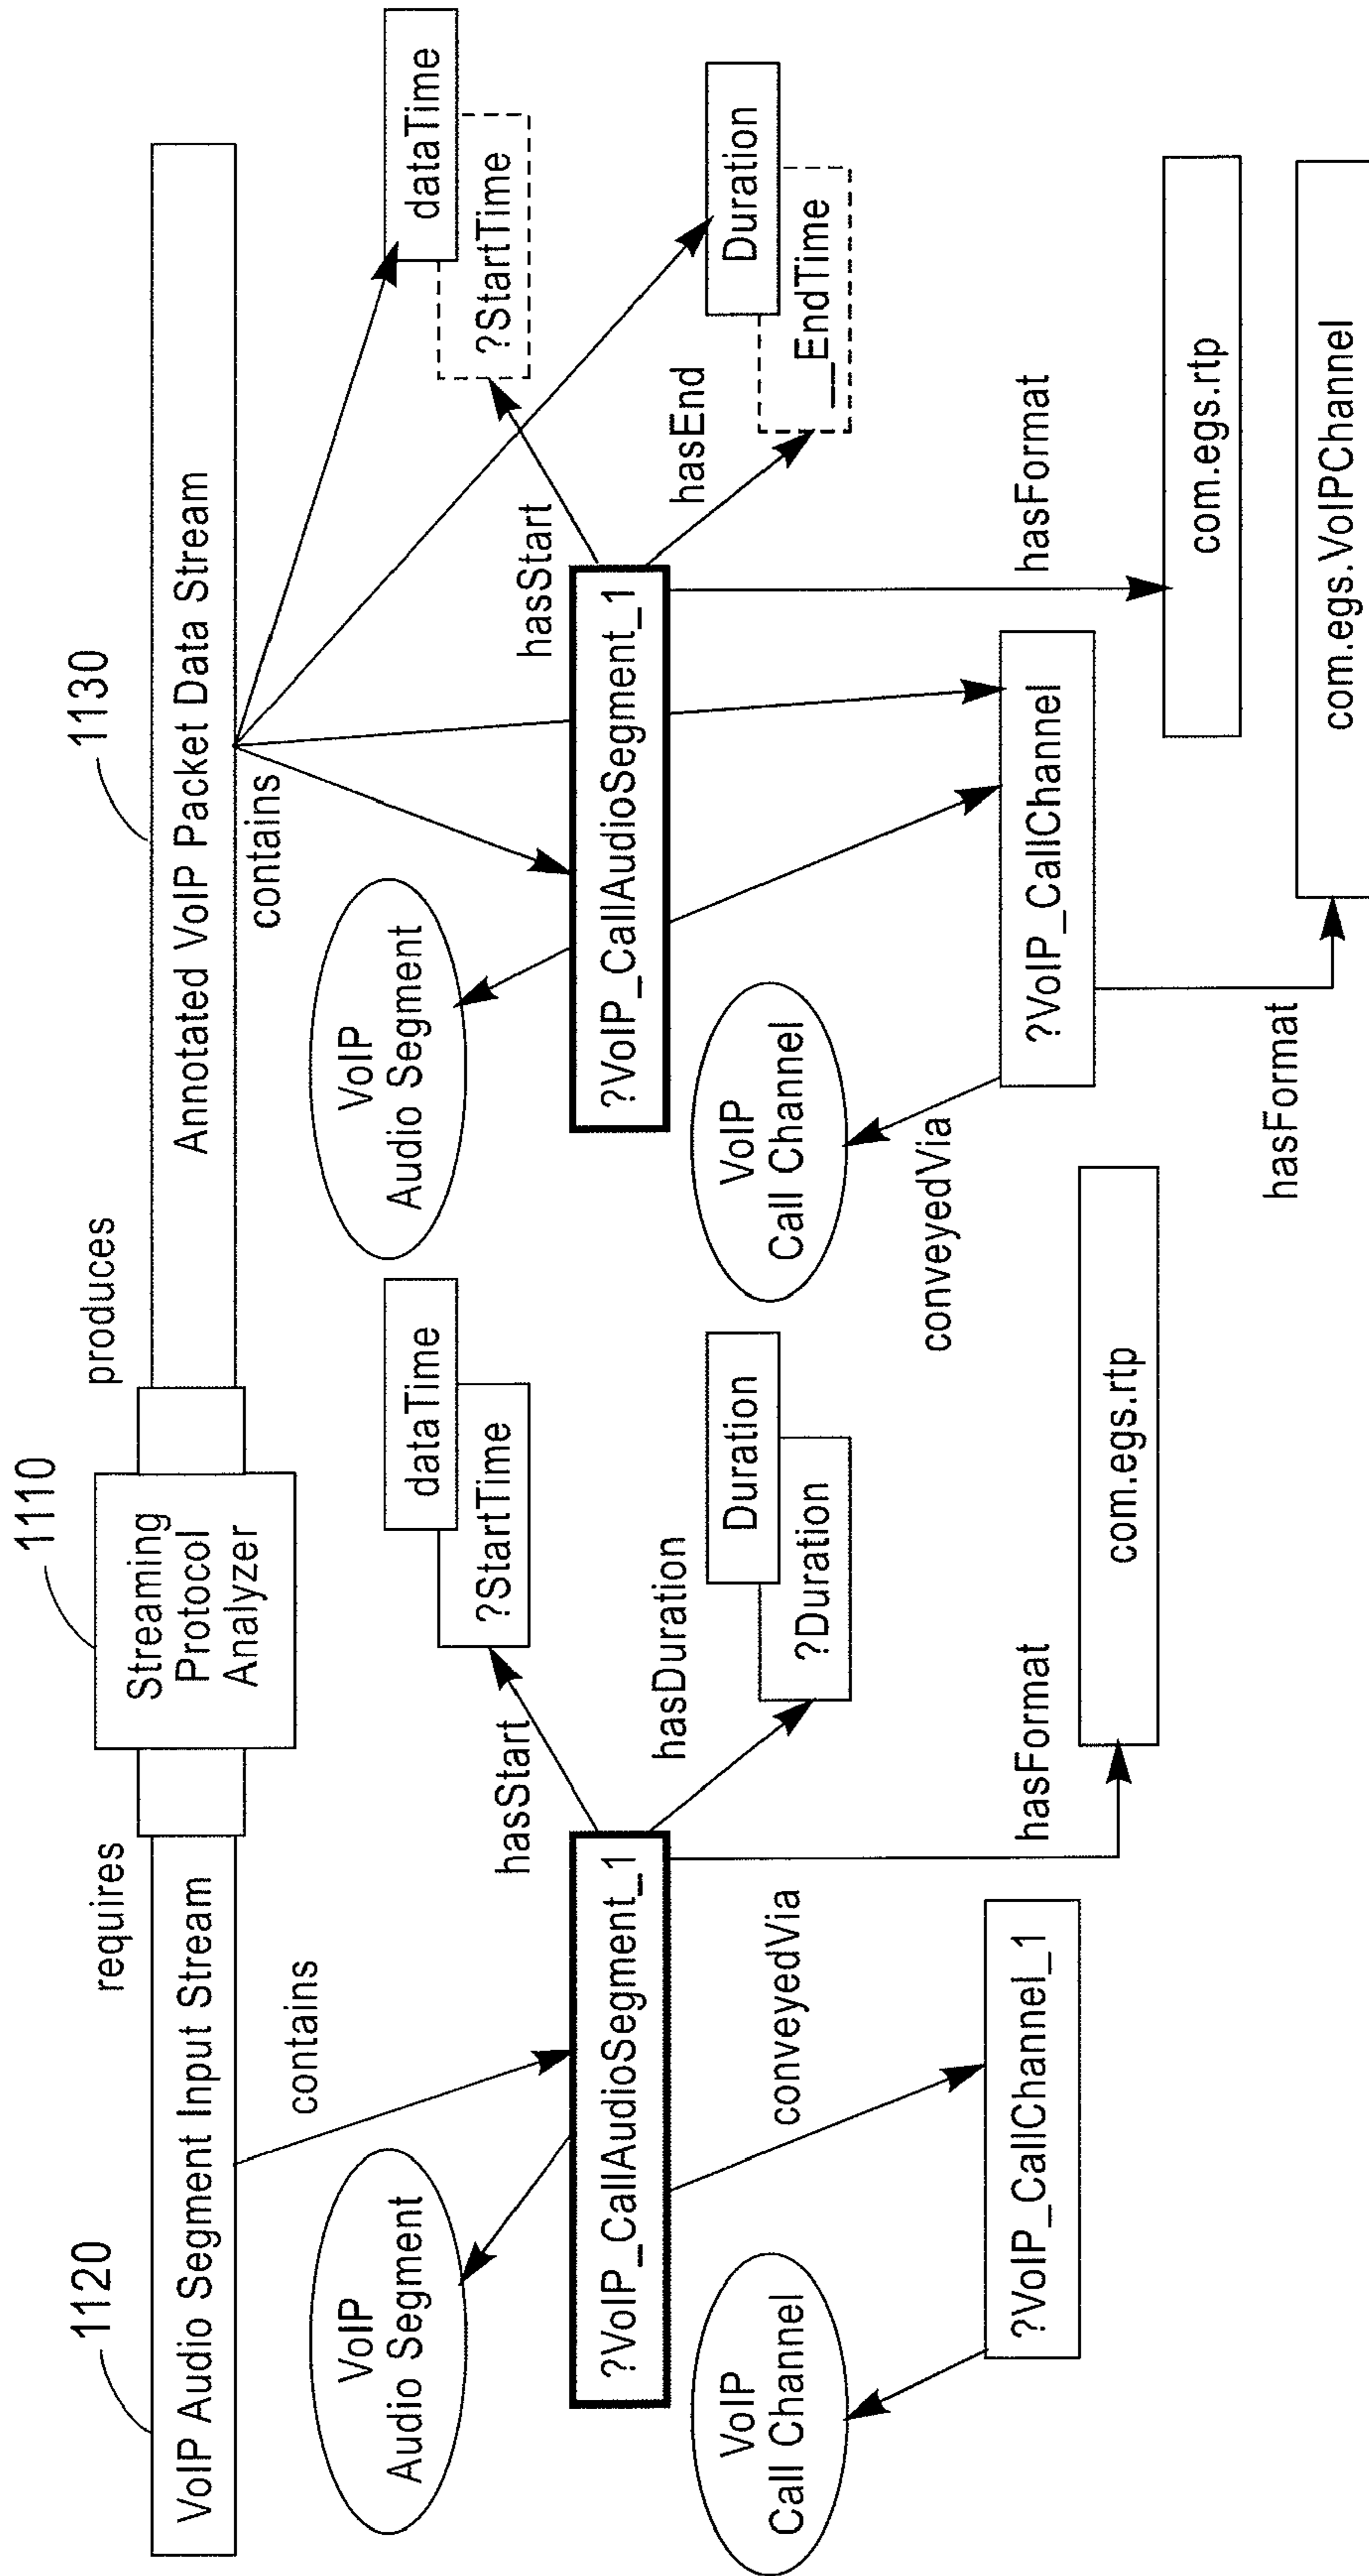 1120
1110
1130
requires
produces
VoIP Audio Segment Input Stream
Streaming
Protocol
Analyzer
Annotated VoIP Packet Data Stream
contains
VoIP
Audio Segment
?VoIP_CallAudioSegment_1
hasStart
dataTime
?StartTime
hasDuration
Duration
?Duration
VoIP
Call Channel
conveyedVia
?VoIP_CallChannel_1
hasFormat
com.egs.rtp
contains
VoIP
Audio Segment
?VoIP_CallAudioSegment_1
hasStart
dataTime
?StartTime
hasEnd
Duration
__EndTime
VoIP
Call Channel
conveyedVia
?VoIP_CallChannel
hasFormat
com.egs.rtp
hasFormat
com.egs.VoIPChannel